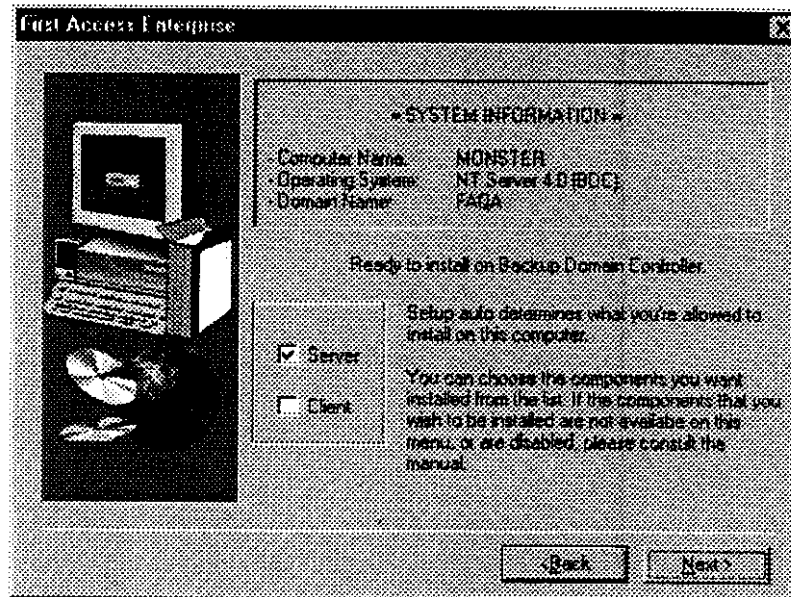 First Access Enterprise
* SYSTEM INFORMATION *
- Computer Name: MONSTER
- Operating System: NT Server 4.0 (BDC)
- Domain Name: FAQA
Ready to install on Backup Domain Controller.
Setup auto determines what you're allowed to
install on this computer.
Server
Client
You can choose the components you want
installed from the list. If the components that you
wish to be installed are not availabe on this
menu, or are disabled, please consult the
manual.
< Back
Next >